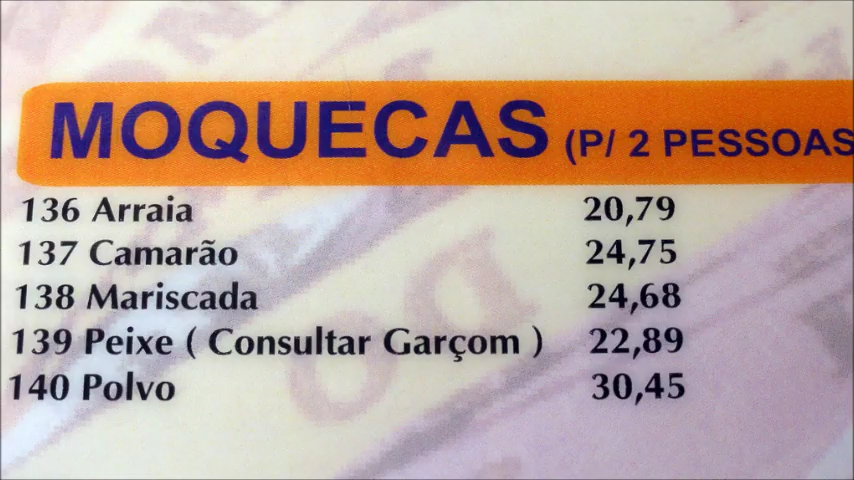 MOQUECAS (P/ 2 PESSOAS
136 Arraia 20,79
137 Camarão 24,75
138 Mariscada 24,68
139 Peixe ( Consultar Garçom ) 22,89
140 Polvo 30,45